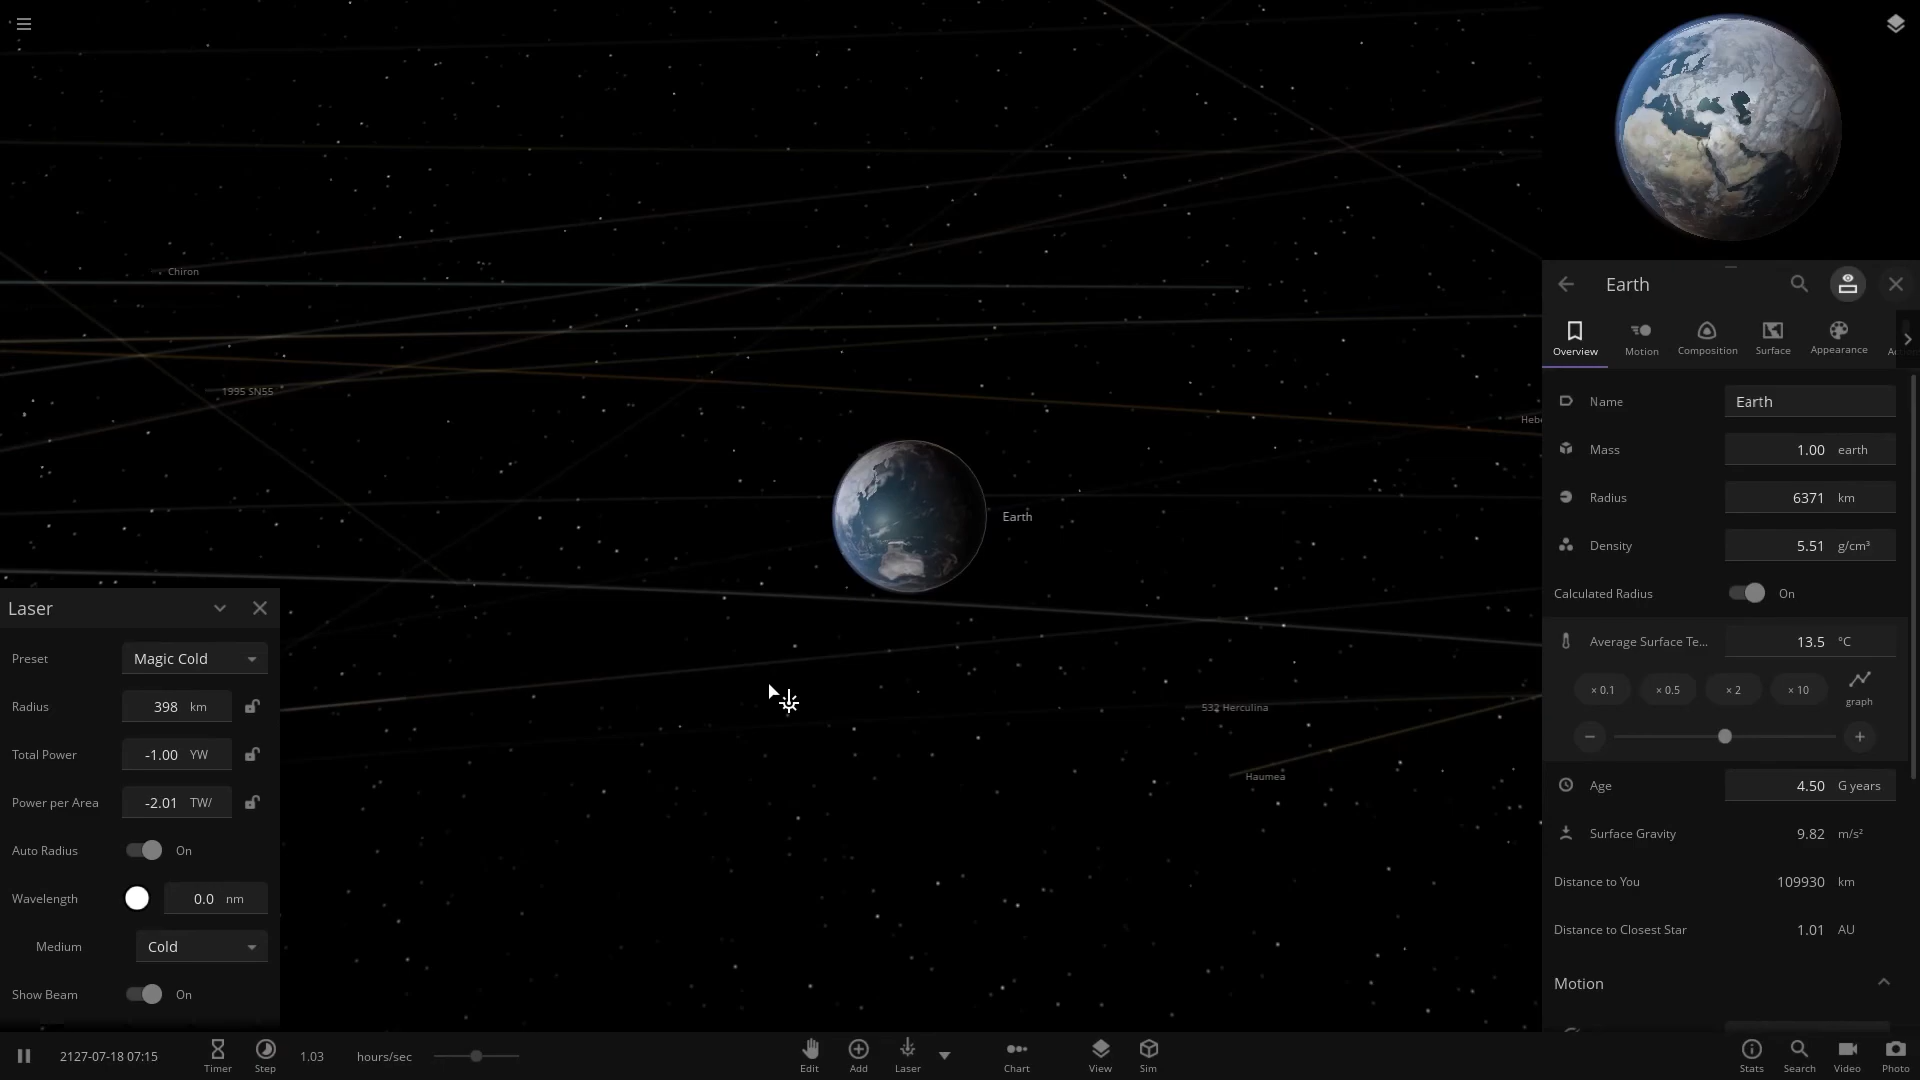 Chiron
1995 SN55
Hebe
Earth
532 Herculina
Haumea
Laser
Preset Magic Cold
Radius 398 km
Total Power -1.00 YW
Power per Area -2.01 TW/
Auto Radius On
Wavelength 0.0 nm
Medium Cold
Show Beam On
Earth
Overview Motion Composition Surface Appearance
Name Earth
Mass 1.00 earth
Radius 6371 km
Density 5.51 g/cm³
Calculated Radius On
Average Surface Te... 13.5 °C
× 0.1 × 0.5 × 2 × 10 graph
Age 4.50 G years
Surface Gravity 9.82 m/s²
Distance to You 109930 km
Distance to Closest Star 1.01 AU
Motion
2127-07-18 07:15 Timer Step 1.03 hours/sec Edit Add Laser Chart View Sim Stats Search Video Photo